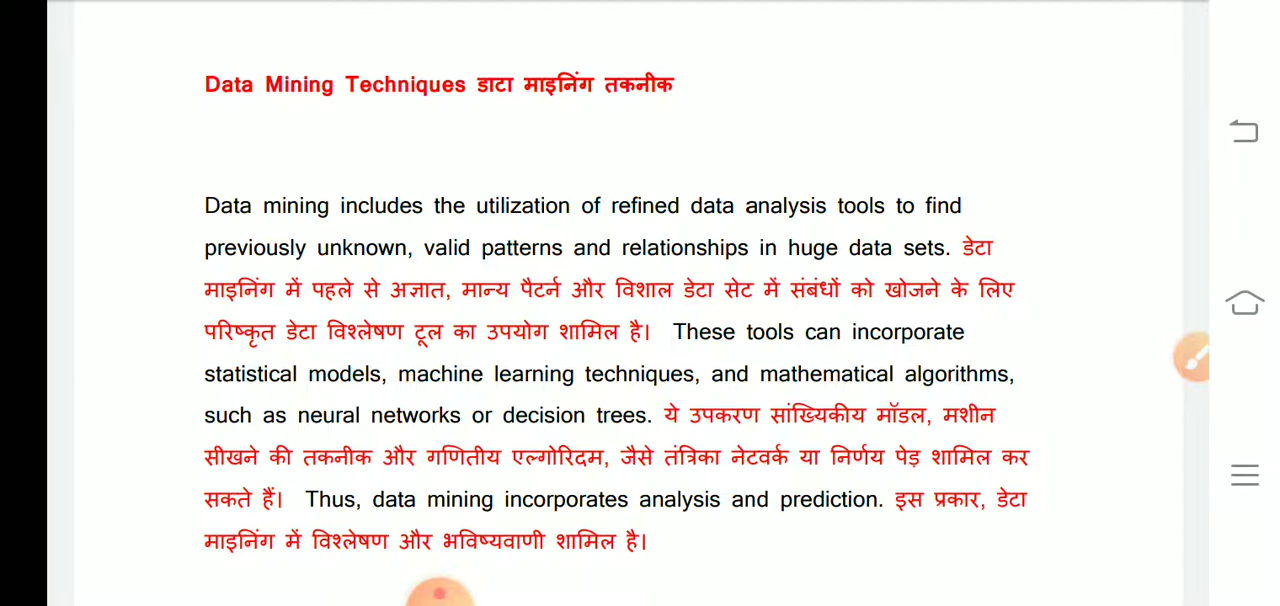 Data Mining Techniques डाटा माइनिंग तकनीक
Data mining includes the utilization of refined data analysis tools to find
previously unknown, valid patterns and relationships in huge data sets. डेटा
माइनिंग में पहले से अज्ञात, मान्य पैटर्न और विशाल डेटा सेट में संबंधों को खोजने के लिए
परिष्कृत डेटा विश्लेषण टूल का उपयोग शामिल है। These tools can incorporate
statistical models, machine learning techniques, and mathematical algorithms,
such as neural networks or decision trees. ये उपकरण सांख्यिकीय मॉडल, मशीन
सीखने की तकनीक और गणितीय एल्गोरिदम, जैसे तंत्रिका नेटवर्क या निर्णय पेड़ शामिल कर
सकते हैं। Thus, data mining incorporates analysis and prediction. इस प्रकार, डेटा
माइनिंग में विश्लेषण और भविष्यवाणी शामिल है।